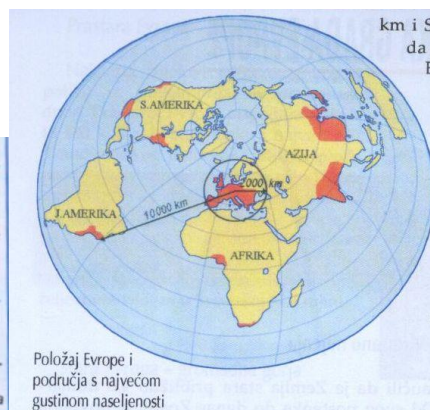 km i S
da
S. AMERIKA
AZIJA
2000 km
10 000 km
J. AMERIKA
AFRIKA
Položaj Evrope i
područja s najvećom
gustinom naseljenosti